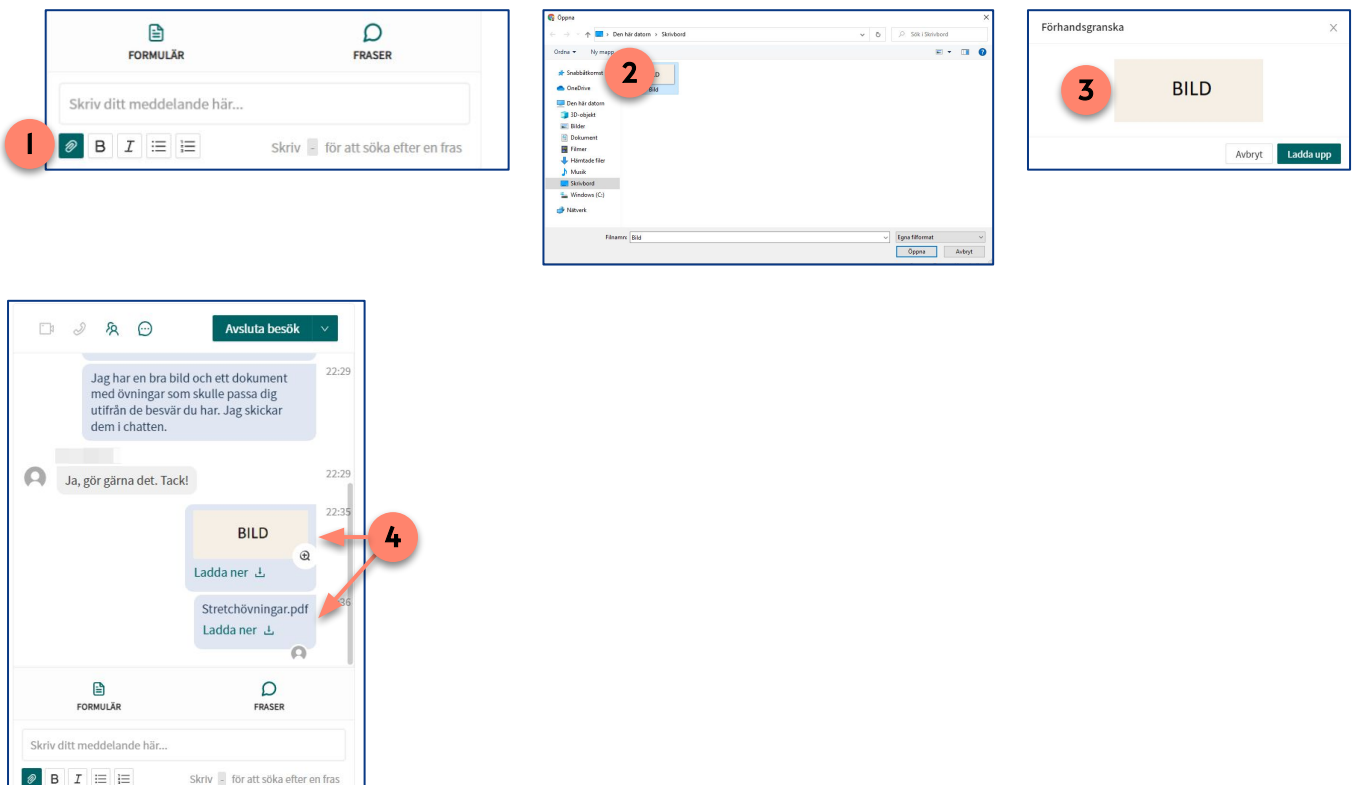 FORMULÄR
FRASER
Skriv ditt meddelande här...
1
B I
Skriv - för att söka efter en fras
Öppna
Den här datorn › Skrivbord
Sök i Skrivbord
Ordna
Ny mapp
Snabbåtkomst
OneDrive
Den här datorn
3D-objekt
Bilder
Dokument
Filmer
Hämtade filer
Musik
Skrivbord
Windows (C:)
Nätverk
2
Bild
Filnamn: Bild
Egna filformat
Öppna
Avbryt
Förhandsgranska
3
BILD
Avbryt
Ladda upp
Avsluta besök
Jag har en bra bild och ett dokument
med övningar som skulle passa dig
utifrån de besvär du har. Jag skickar
dem i chatten.
22:29
Ja, gör gärna det. Tack!
22:29
22:35
BILD
Ladda ner
4
Stretchövningar.pdf
Ladda ner
FORMULÄR
FRASER
Skriv ditt meddelande här...
B I
Skriv - för att söka efter en fras